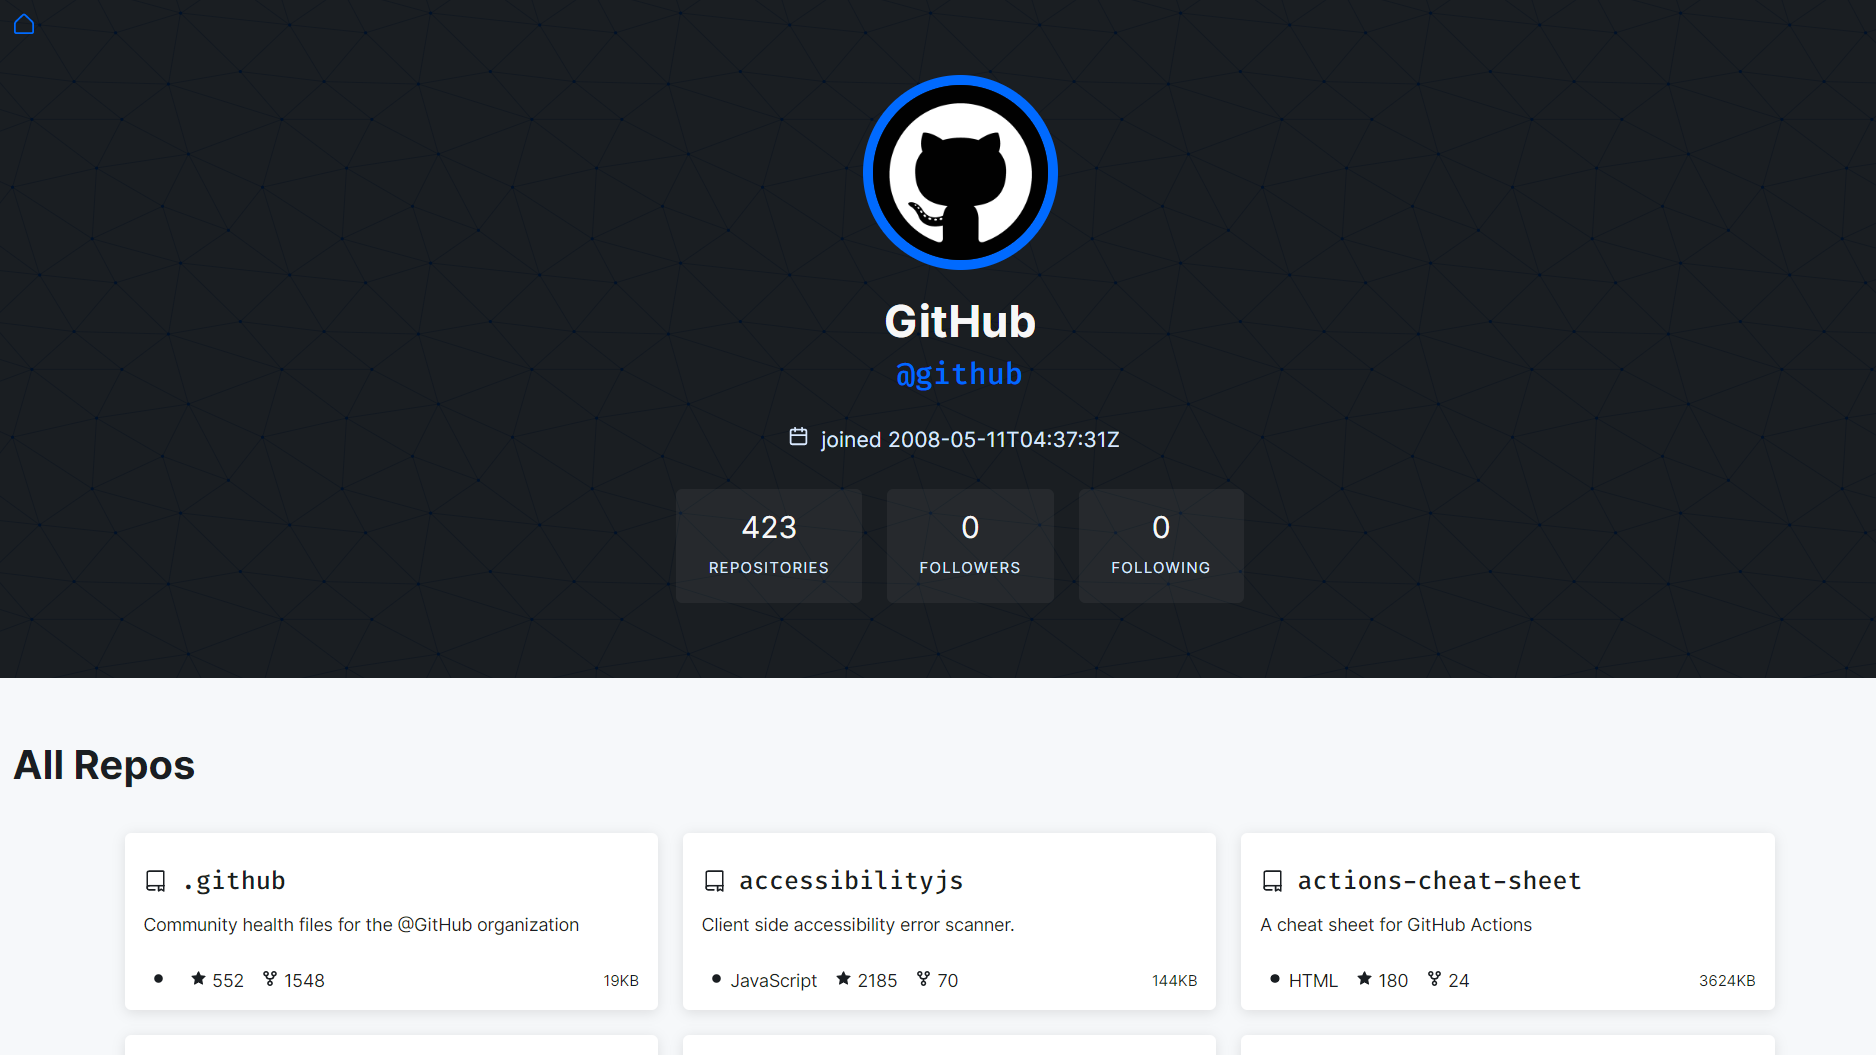 GitHub
@github
joined 2008-05-11T04:37:31Z
423 0 0
REPOSITORIES FOLLOWERS FOLLOWING
All Repos
.github
Community health files for the @GitHub organization
552 1548 19KB
accessibilityjs
Client side accessibility error scanner.
JavaScript 2185 70 144KB
actions-cheat-sheet
A cheat sheet for GitHub Actions
HTML 180 24 3624KB